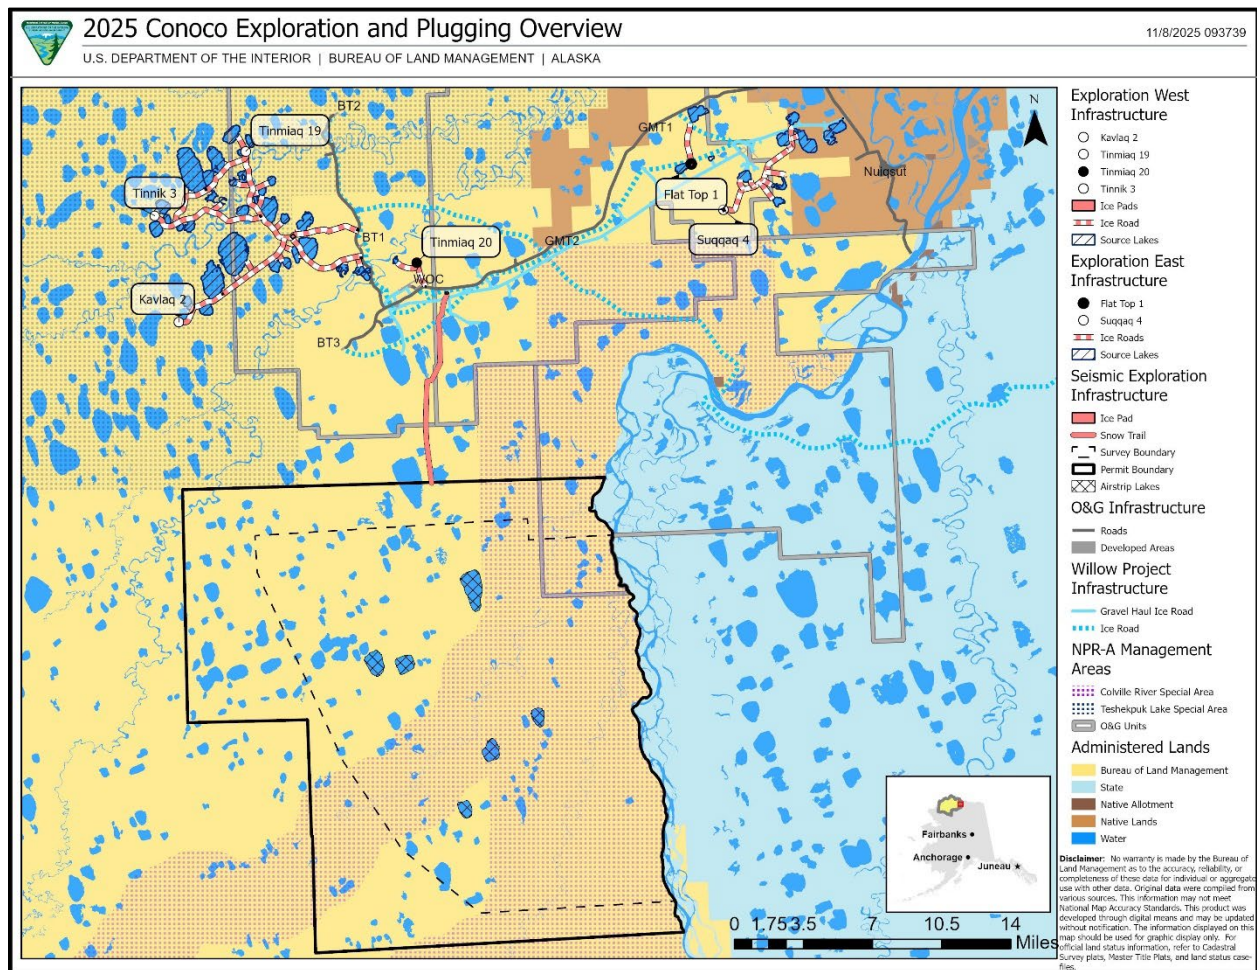 2025 Conoco Exploration and Plugging Overview
11/8/2025 093739
U.S. DEPARTMENT OF THE INTERIOR | BUREAU OF LAND MANAGEMENT | ALASKA
BT2
Tinmiaq 19
GMT1
N
Nuiqsut
Tinnik 3
Flat Top 1
BT1
Tinmiaq 20
GMT2
Suqqaq 4
WOC
Kavlaq 2
BT3
Exploration West
Infrastructure
Kavlaq 2
Tinmiaq 19
Tinmiaq 20
Tinnik 3
Ice Pads
Ice Road
Source Lakes
Exploration East
Infrastructure
Flat Top 1
Suqqaq 4
Ice Roads
Source Lakes
Seismic Exploration
Infrastructure
Ice Pad
Snow Trail
Survey Boundary
Permit Boundary
Airstrip Lakes
O&G Infrastructure
Roads
Developed Areas
Willow Project
Infrastructure
Gravel Haul Ice Road
Ice Road
NPR-A Management
Areas
Colville River Special Area
Teshekpuk Lake Special Area
O&G Units
Administered Lands
Bureau of Land Management
State
Native Allotment
Native Lands
Water
Fairbanks
Anchorage
Juneau
0 1.75 3.5 7 10.5 14
Miles
Disclaimer: No warranty is made by the Bureau of
Land Management as to the accuracy, reliability, or
completeness of these data for individual or aggregate
use with other data. Original data were compiled from
various sources. This information may not meet
National Map Accuracy Standards. This product was
developed through digital means and may be updated
without notification. The information displayed on this
map should be used for graphic display only. For
official land status information, refer to Cadastral
Survey plats, Master Title Plats, and land status case-
files.